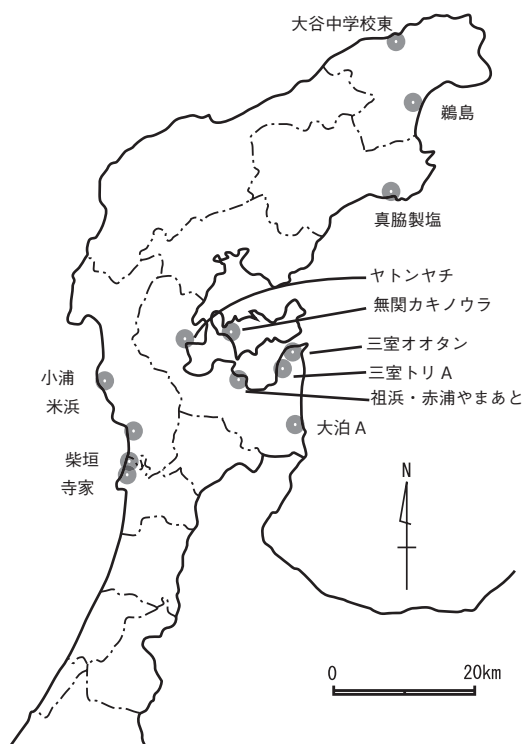 大谷中学校東
鵜島
真脇製塩
ヤトンヤチ
無関カキノウラ
三室オオタン
三室トリA
祖浜・赤浦やまあと
小浦
米浜
大泊A
柴垣
寺家
N
0 20km